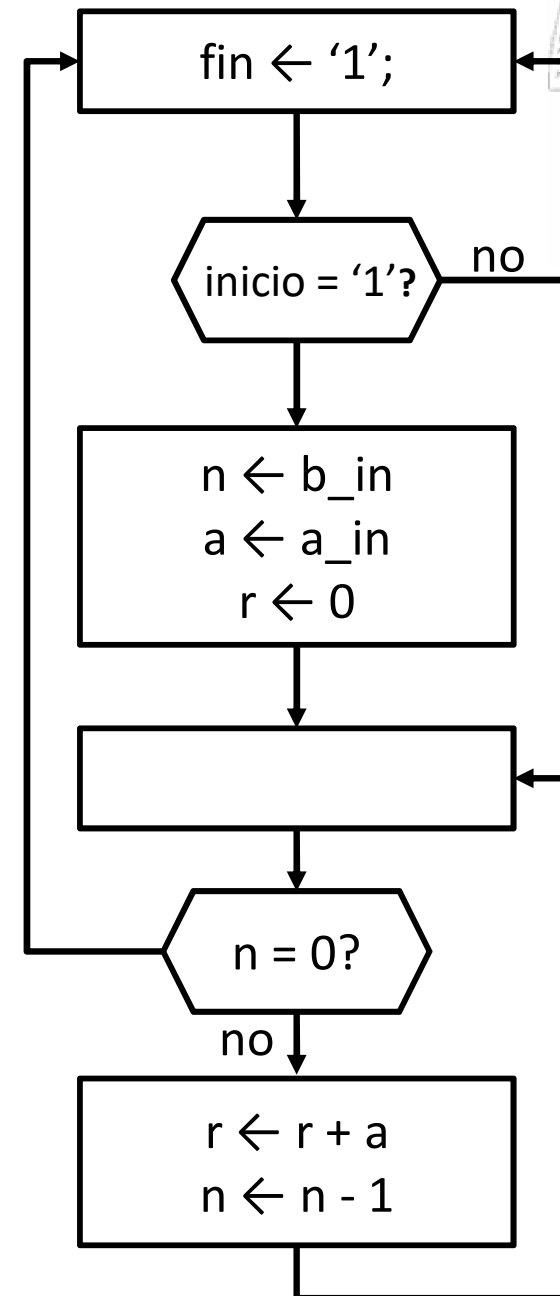 fin ← ‘1’;
inicio = ‘1’?
no
n ← b_in
a ← a_in
r ← 0
n = 0?
no
r ← r + a
n ← n - 1